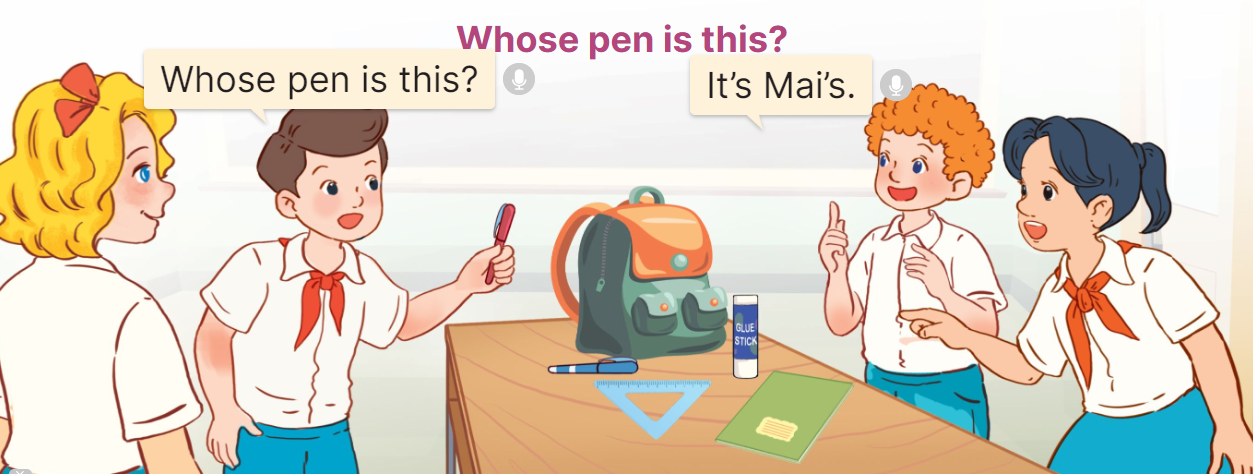 Whose pen is this?
Whose pen is this?
It's Mai's.
GLUE
STICK